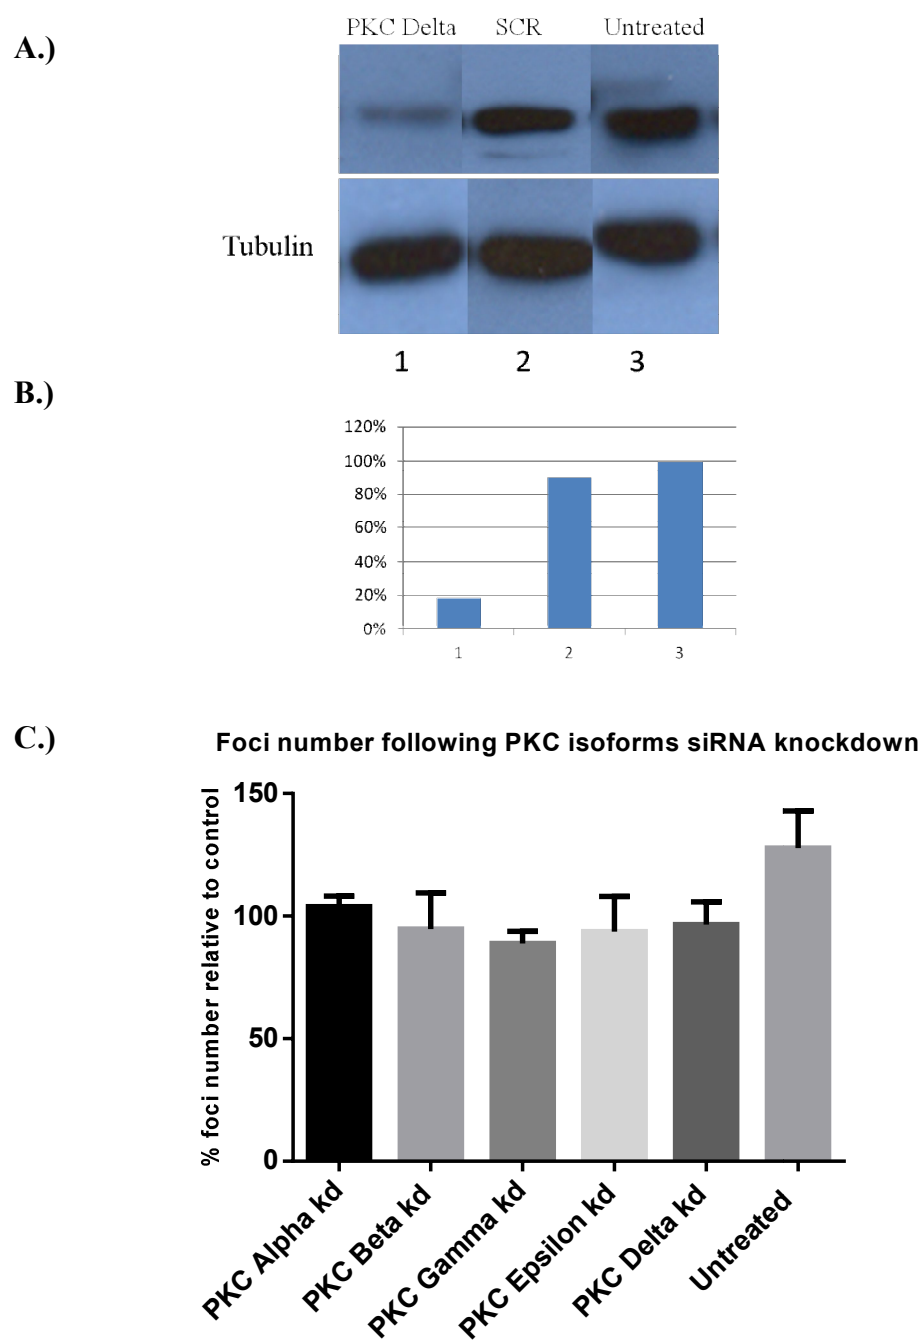 A.)
PKC Delta SCR Untreated
Tubulin
1 2 3
B.)
120%
100%
80%
60%
40%
20%
0%
1 2 3
C.)
Foci number following PKC isoforms siRNA knockdown
% foci number relative to control
150
100
50
0
PKC Alpha kd
PKC Beta kd
PKC Gamma kd
PKC Epsilon kd
PKC Delta kd
Untreated